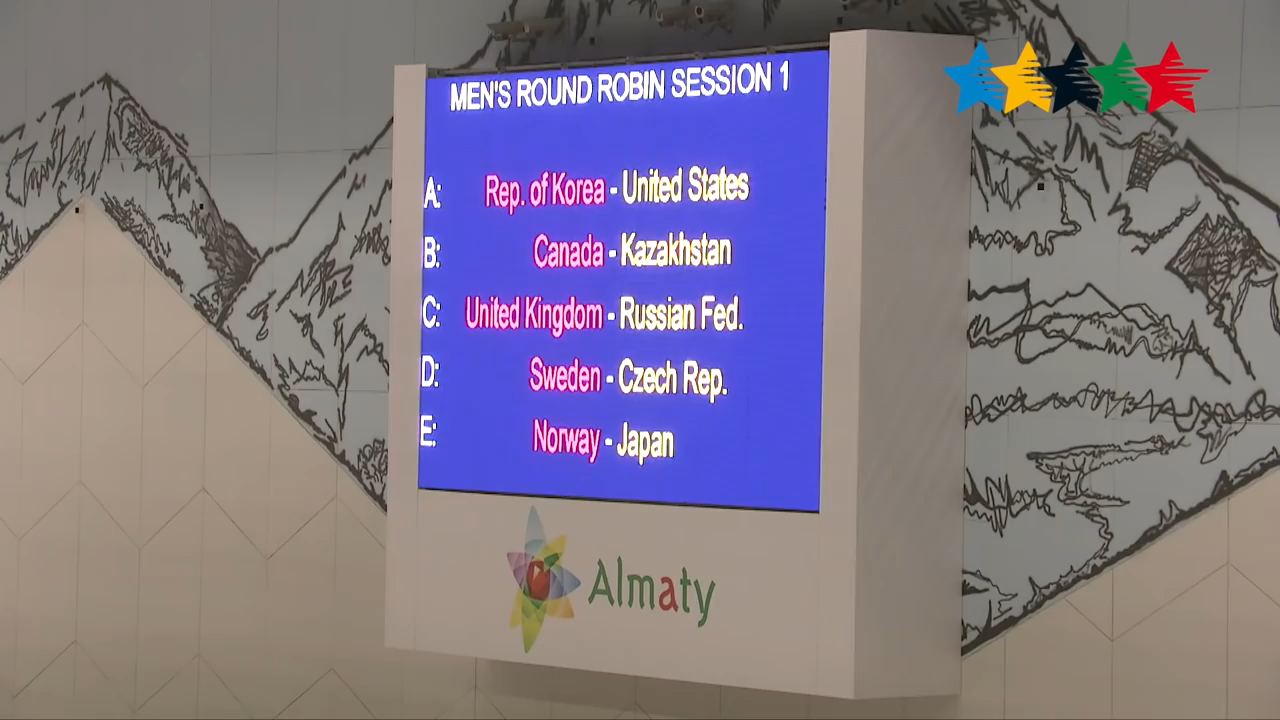 MEN'S ROUND ROBIN SESSION 1
A: Rep. of Korea - United States
B: Canada - Kazakhstan
C: United Kingdom - Russian Fed.
D: Sweden - Czech Rep.
E: Norway - Japan
Almaty